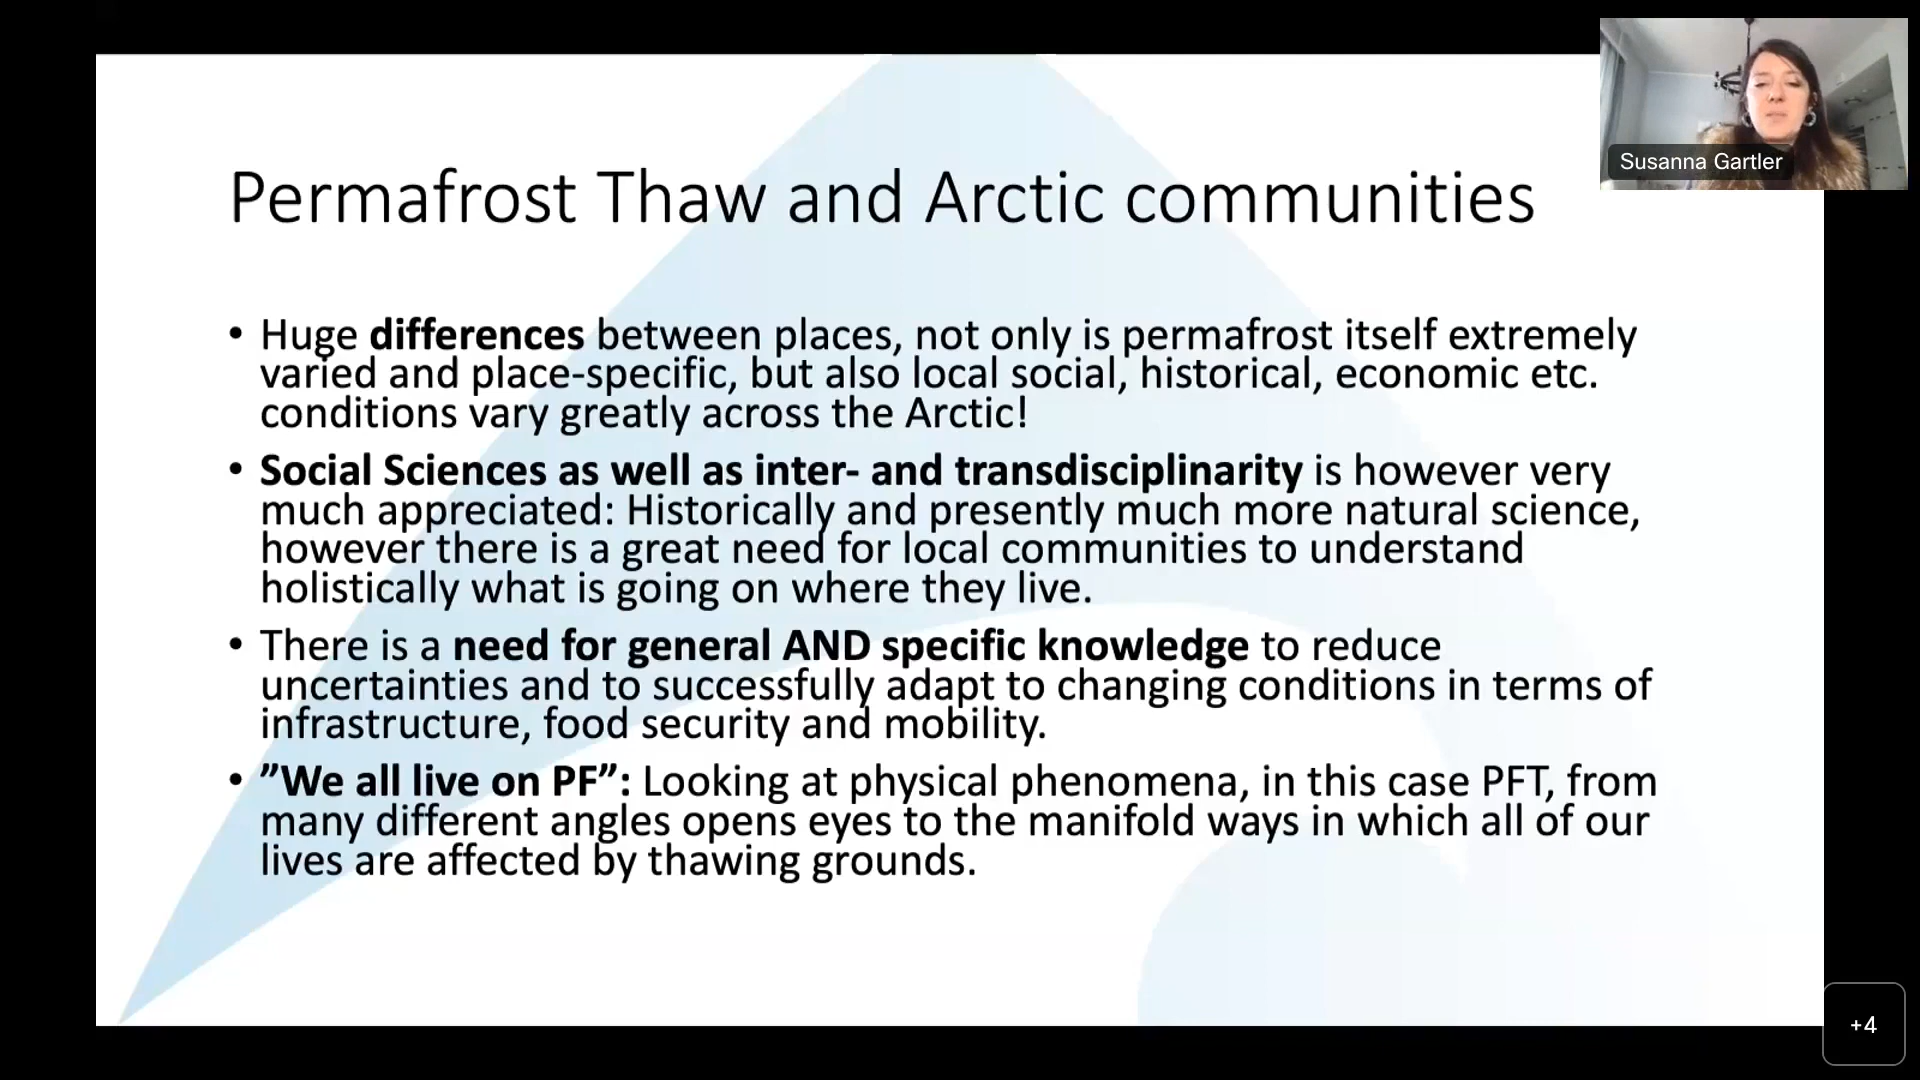 Susanna Gartler
Permafrost Thaw and Arctic communities
• Huge differences between places, not only is permafrost itself extremely
varied and place-specific, but also local social, historical, economic etc.
conditions vary greatly across the Arctic!
• Social Sciences as well as inter- and transdisciplinarity is however very
much appreciated: Historically and presently much more natural science,
however there is a great need for local communities to understand
holistically what is going on where they live.
• There is a need for general AND specific knowledge to reduce
uncertainties and to successfully adapt to changing conditions in terms of
infrastructure, food security and mobility.
• ”We all live on PF”: Looking at physical phenomena, in this case PFT, from
many different angles opens eyes to the manifold ways in which all of our
lives are affected by thawing grounds.
+4